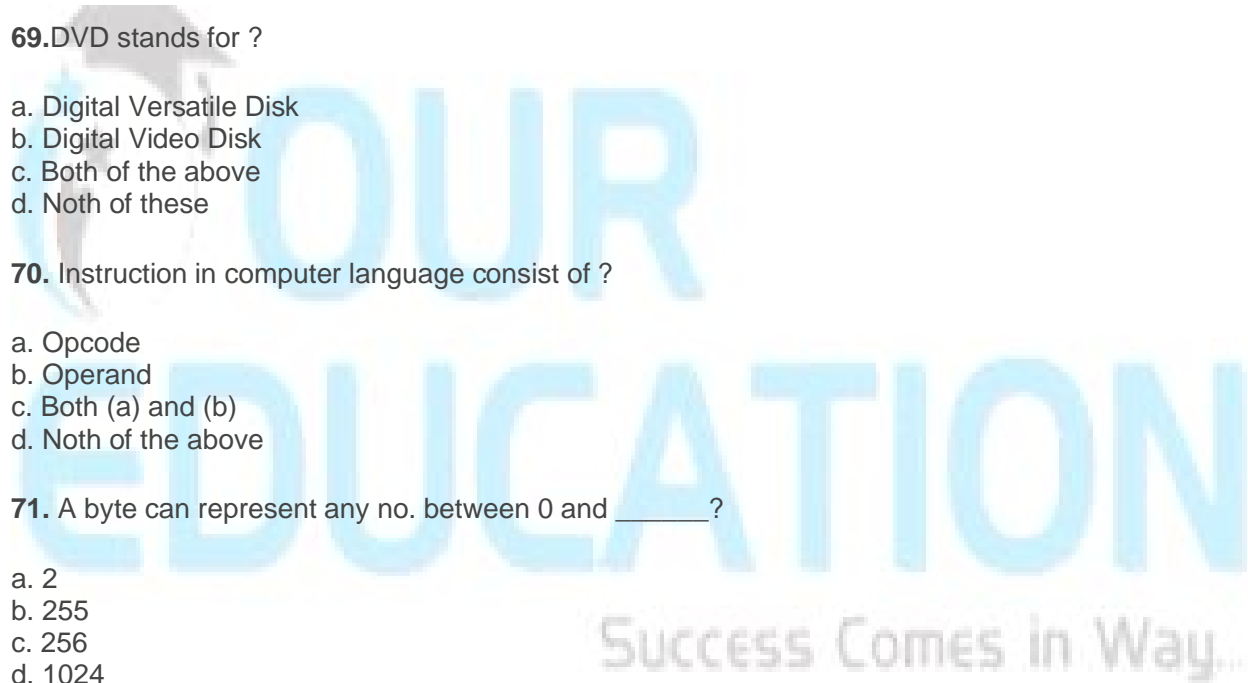 69.DVD stands for ?
a. Digital Versatile Disk
b. Digital Video Disk
c. Both of the above
d. Noth of these
70. Instruction in computer language consist of ?
a. Opcode
b. Operand
c. Both (a) and (b)
d. Noth of the above
71. A byte can represent any no. between 0 and ______?
a. 2
b. 255
c. 256
d. 1024
OUR
eDUCATION
Success Comes in Way...